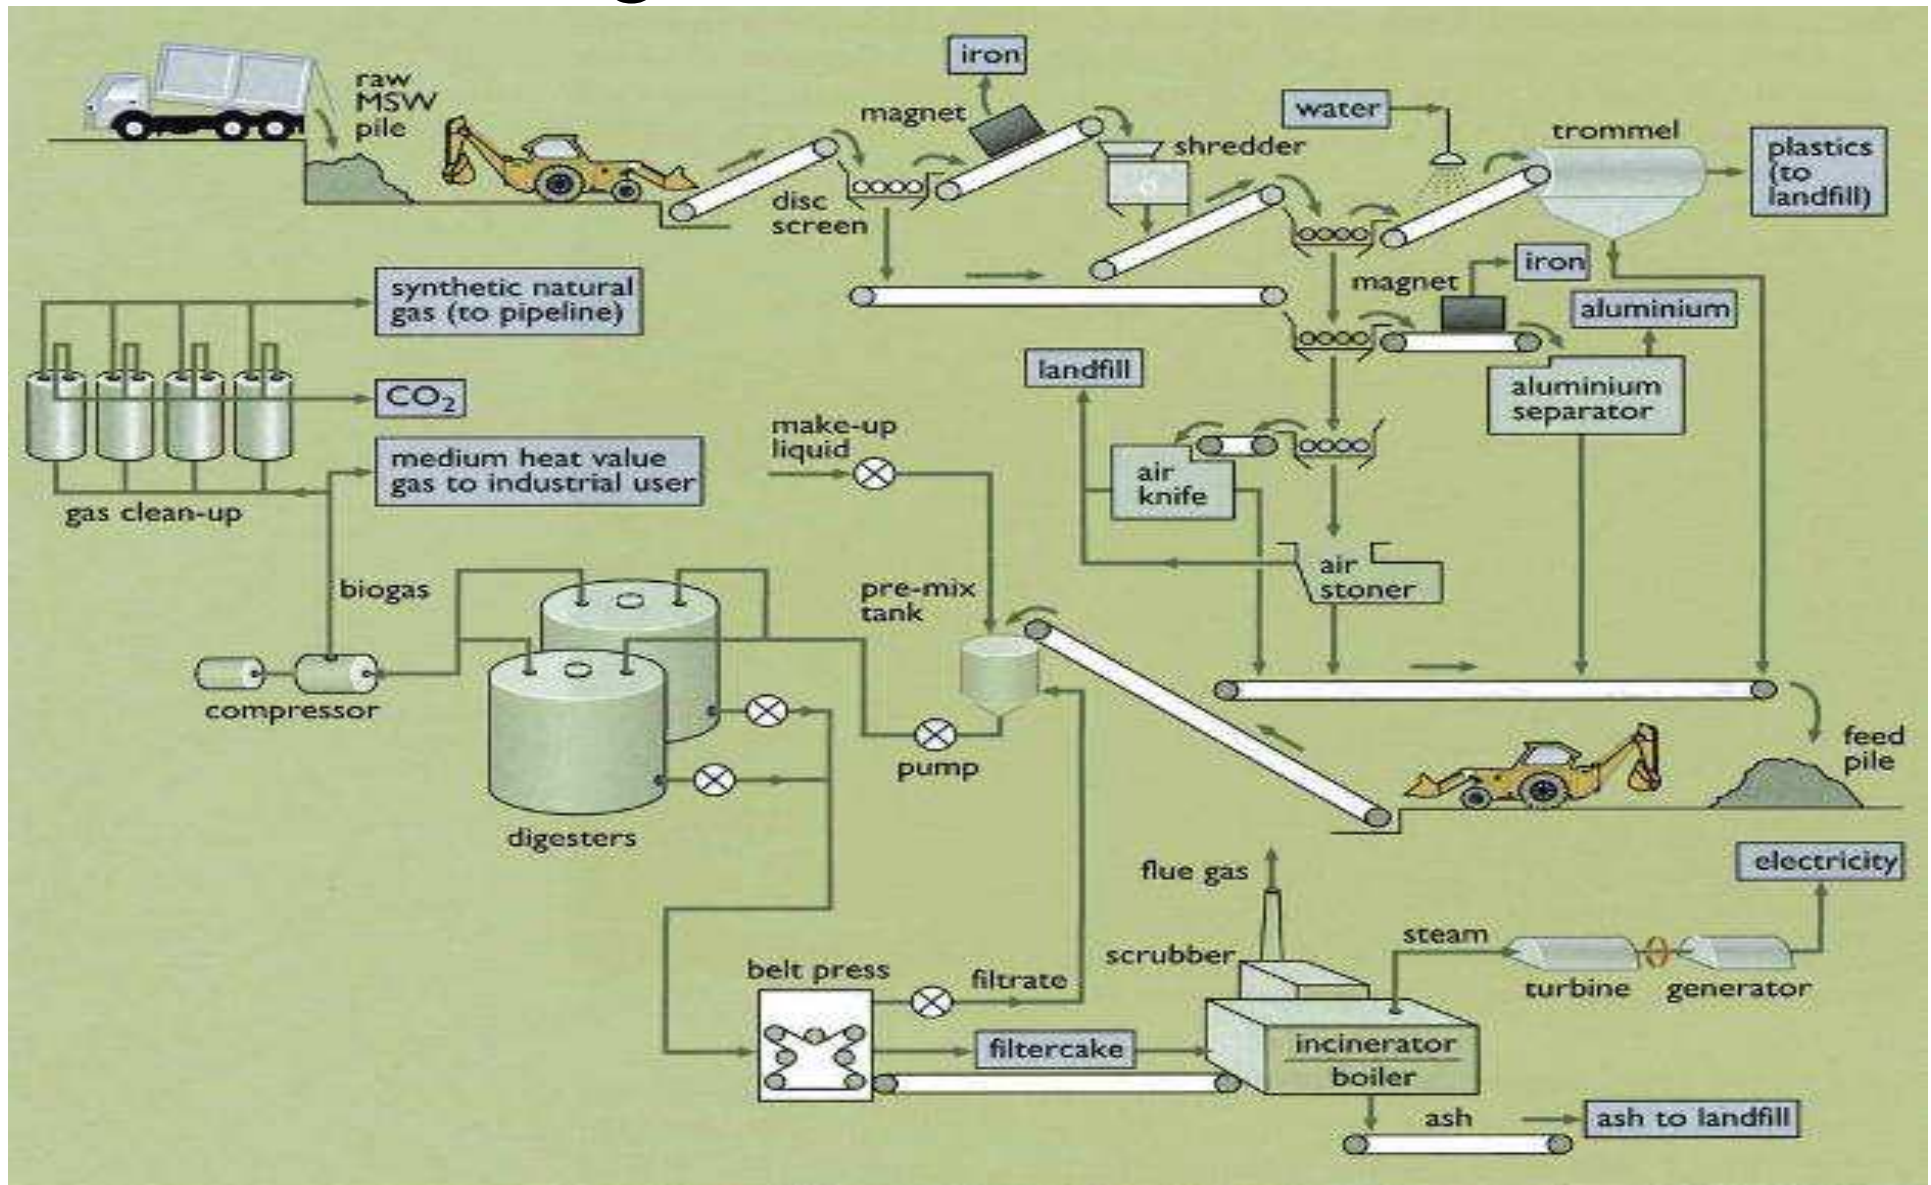 iron
raw
MSW
pile
magnet
water
trommel
shredder
plastics
(to
landfill)
disc
screen
iron
magnet
synthetic natural
gas (to pipeline)
aluminium
landfill
aluminium
separator
CO2
make-up
liquid
medium heat value
gas to industrial user
air
knife
gas clean-up
air
stoner
biogas
pre-mix
tank
compressor
feed
pile
pump
digesters
electricity
flue gas
steam
scrubber
belt press
filtrate
turbine
generator
filtercake
incinerator
boiler
ash
ash to landfill